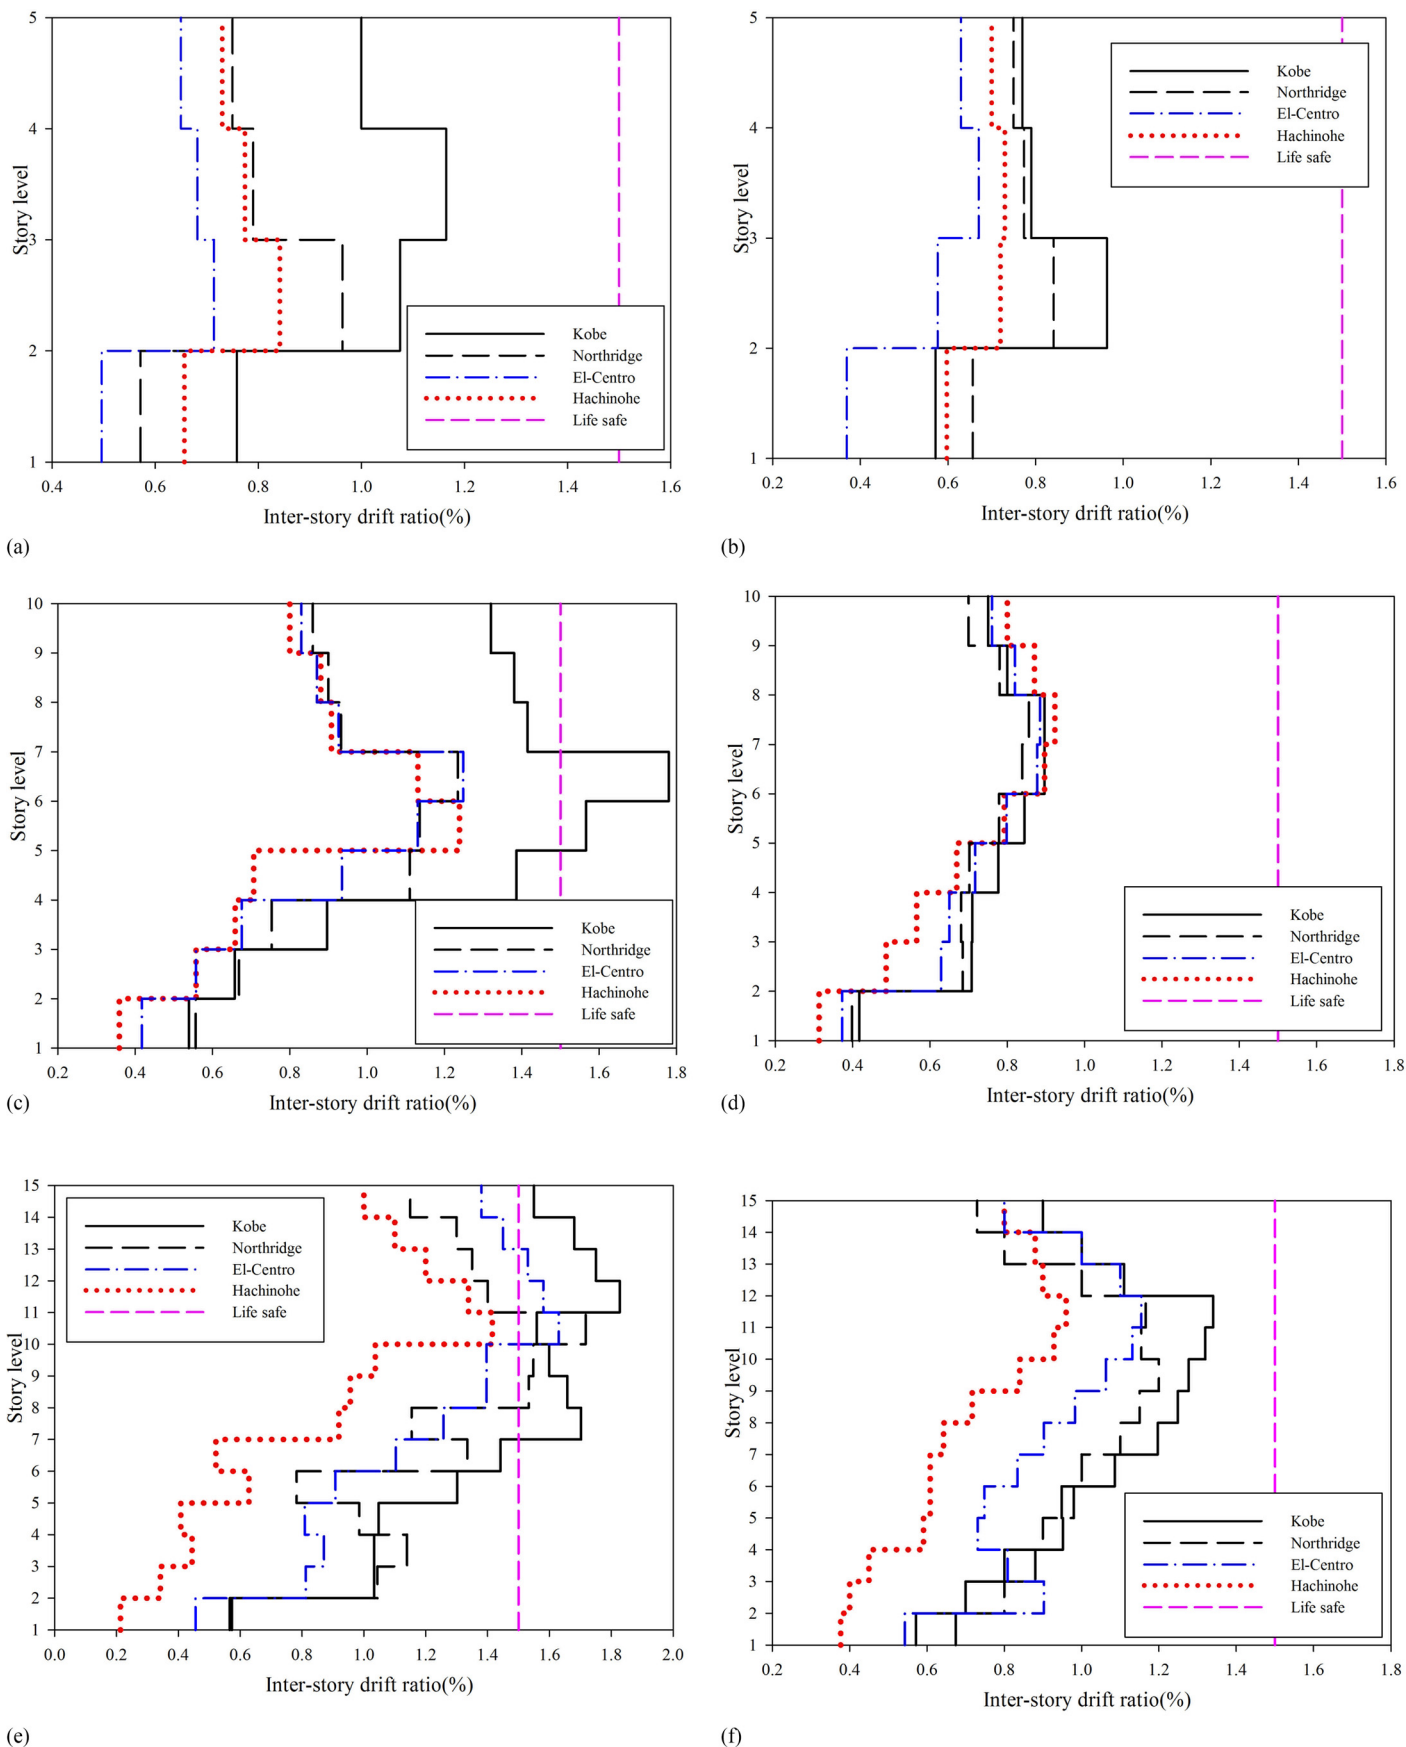 5
4
3
2
1
Story level
0.4 0.6 0.8 1.0 1.2 1.4 1.6
Inter-story drift ratio(%)
Kobe
Northridge
El-Centro
Hachinohe
Life safe
(a)
5
4
3
2
1
Story level
0.2 0.4 0.6 0.8 1.0 1.2 1.4 1.6
Inter-story drift ratio(%)
Kobe
Northridge
El-Centro
Hachinohe
Life safe
(b)
10
9
8
7
6
5
4
3
2
1
Story level
0.2 0.4 0.6 0.8 1.0 1.2 1.4 1.6 1.8
Inter-story drift ratio(%)
Kobe
Northridge
El-Centro
Hachinohe
Life safe
(c)
10
9
8
7
6
5
4
3
2
1
Story level
0.2 0.4 0.6 0.8 1.0 1.2 1.4 1.6 1.8
Inter-story drift ratio(%)
Kobe
Northridge
El-Centro
Hachinohe
Life safe
(d)
15
14
13
12
11
10
9
8
7
6
5
4
3
2
1
Story level
0.0 0.2 0.4 0.6 0.8 1.0 1.2 1.4 1.6 1.8 2.0
Inter-story drift ratio(%)
Kobe
Northridge
El-Centro
Hachinohe
Life safe
(e)
15
14
13
12
11
10
9
8
7
6
5
4
3
2
1
Story level
0.2 0.4 0.6 0.8 1.0 1.2 1.4 1.6 1.8
Inter-story drift ratio(%)
Kobe
Northridge
El-Centro
Hachinohe
Life safe
(f)